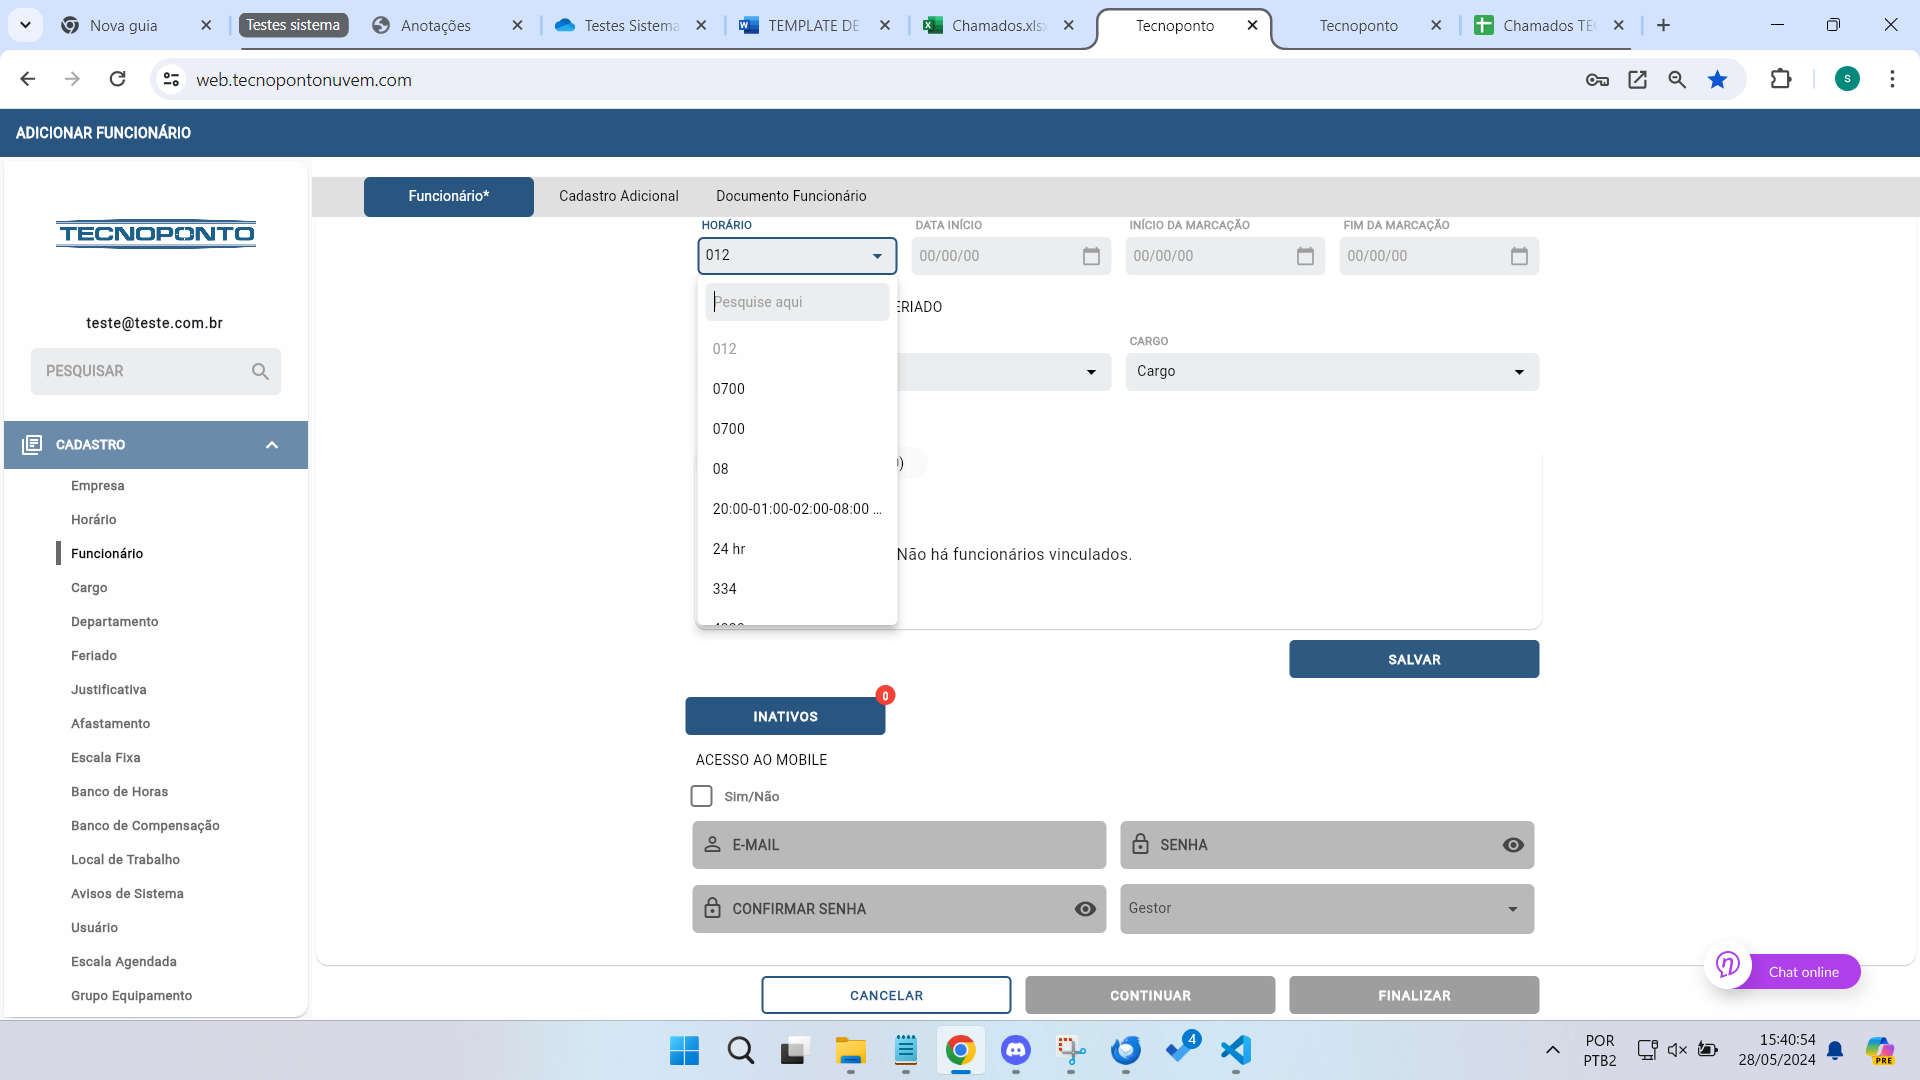 Nova guia
Testes sistema
Anotações
Testes Sistema
TEMPLATE DE
Chamados.xlsx
Tecnoponto
Tecnoponto
Chamados TEC
web.tecnopontonuvem.com
S
ADICIONAR FUNCIONÁRIO
Funcionário*
Cadastro Adicional
Documento Funcionário
TECNOPONTO
teste@teste.com.br
PESQUISAR
CADASTRO
Empresa
Horário
Funcionário
Cargo
Departamento
Feriado
Justificativa
Afastamento
Escala Fixa
Banco de Horas
Banco de Compensação
Local de Trabalho
Avisos de Sistema
Usuário
Escala Agendada
Grupo Equipamento
HORÁRIO
DATA INÍCIO
INÍCIO DA MARCAÇÃO
FIM DA MARCAÇÃO
012
00/00/00
00/00/00
00/00/00
Pesquise aqui
ERIADO
012
0700
0700
08
20:00-01:00-02:00-08:00 ...
24 hr
334
CARGO
Cargo
)
Não há funcionários vinculados.
SALVAR
INATIVOS
0
ACESSO AO MOBILE
Sim/Não
E-MAIL
SENHA
CONFIRMAR SENHA
Gestor
CANCELAR
CONTINUAR
FINALIZAR
Chat online
4
POR
PTB2
15:40:54
28/05/2024
PRE